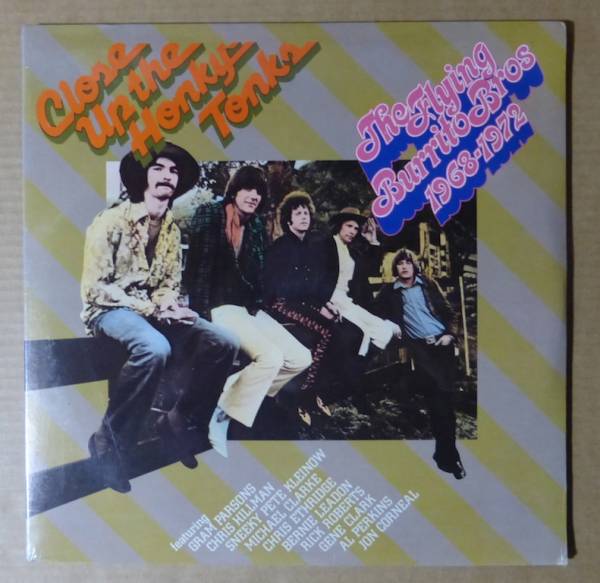 Close
Up the
Honky-
Tonks
The Flying
Burrito Bros
1968-1972
featuring
GRAM PARSONS
CHRIS HILLMAN
SNEEKY PETE KLEINOW
MICHAEL CLARKE
CHRIS ETHRIDGE
BERNIE LEADON
RICK ROBERTS
GENE CLARK
AL PERKINS
JON CORNEAL